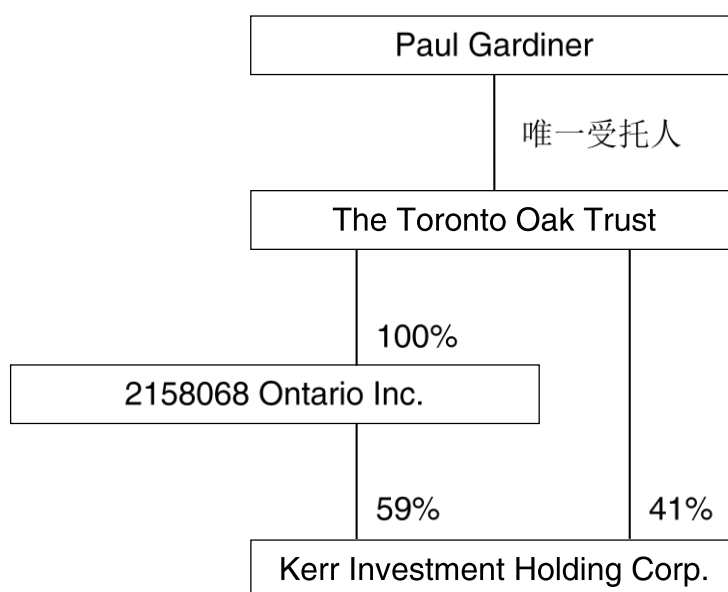 Paul Gardiner
唯一受托人
The Toronto Oak Trust
100%
2158068 Ontario Inc.
59%
41%
Kerr Investment Holding Corp.